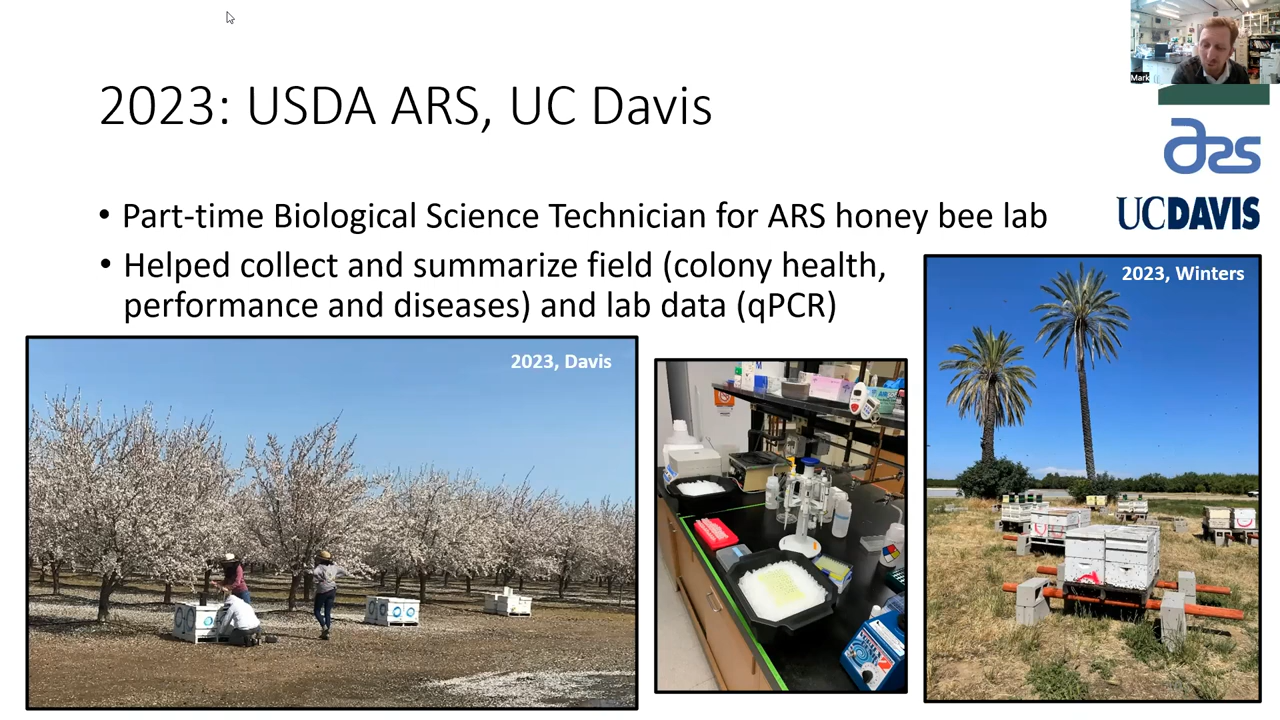 Mark
2023: USDA ARS, UC Davis
ars
UCDAVIS
• Part-time Biological Science Technician for ARS honey bee lab
• Helped collect and summarize field (colony health,
performance and diseases) and lab data (qPCR)
2023, Davis
2023, Winters